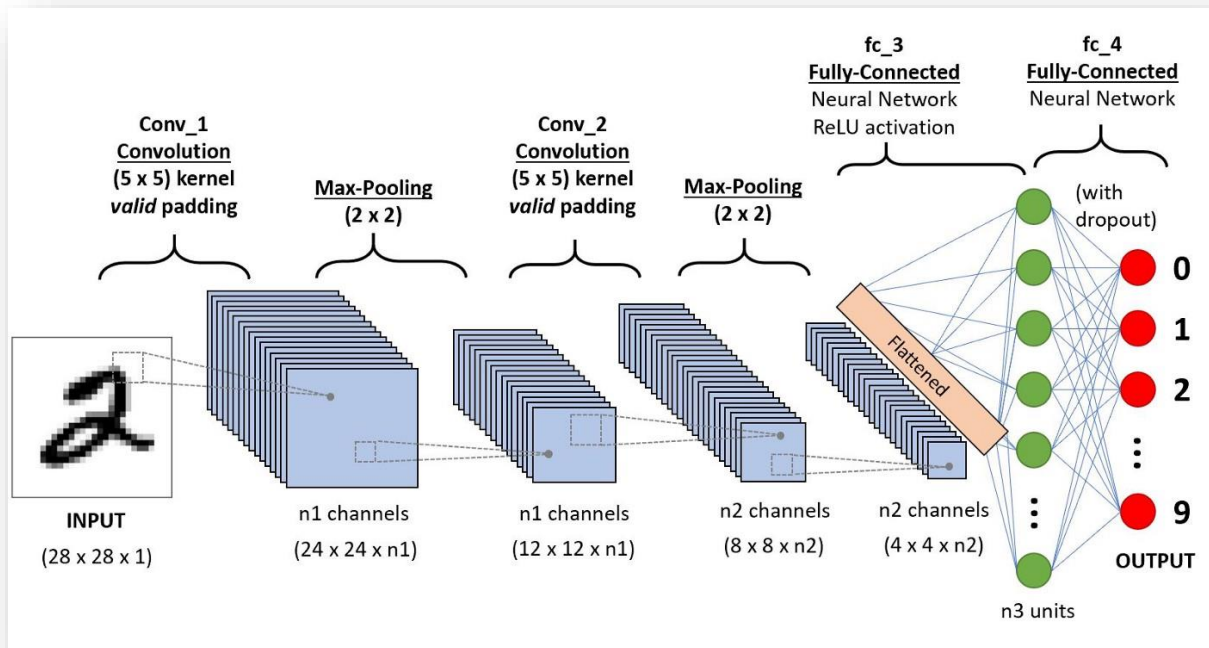 Conv_1
Convolution
(5 x 5) kernel
valid padding
Max-Pooling
(2 x 2)
Conv_2
Convolution
(5 x 5) kernel
valid padding
Max-Pooling
(2 x 2)
fc_3
Fully-Connected
Neural Network
ReLU activation
fc_4
Fully-Connected
Neural Network
(with
dropout)
2
Flattened
0
1
2
9
INPUT
(28 x 28 x 1)
n1 channels
(24 x 24 x n1)
n1 channels
(12 x 12 x n1)
n2 channels
(8 x 8 x n2)
n2 channels
(4 x 4 x n2)
n3 units
OUTPUT